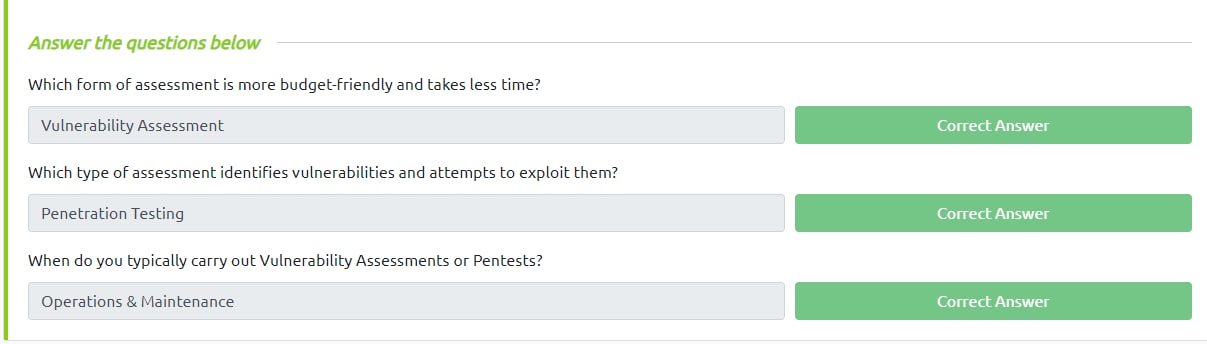 Answer the questions below
Which form of assessment is more budget-friendly and takes less time?
Vulnerability Assessment
Correct Answer
Which type of assessment identifies vulnerabilities and attempts to exploit them?
Penetration Testing
Correct Answer
When do you typically carry out Vulnerability Assessments or Pentests?
Operations & Maintenance
Correct Answer